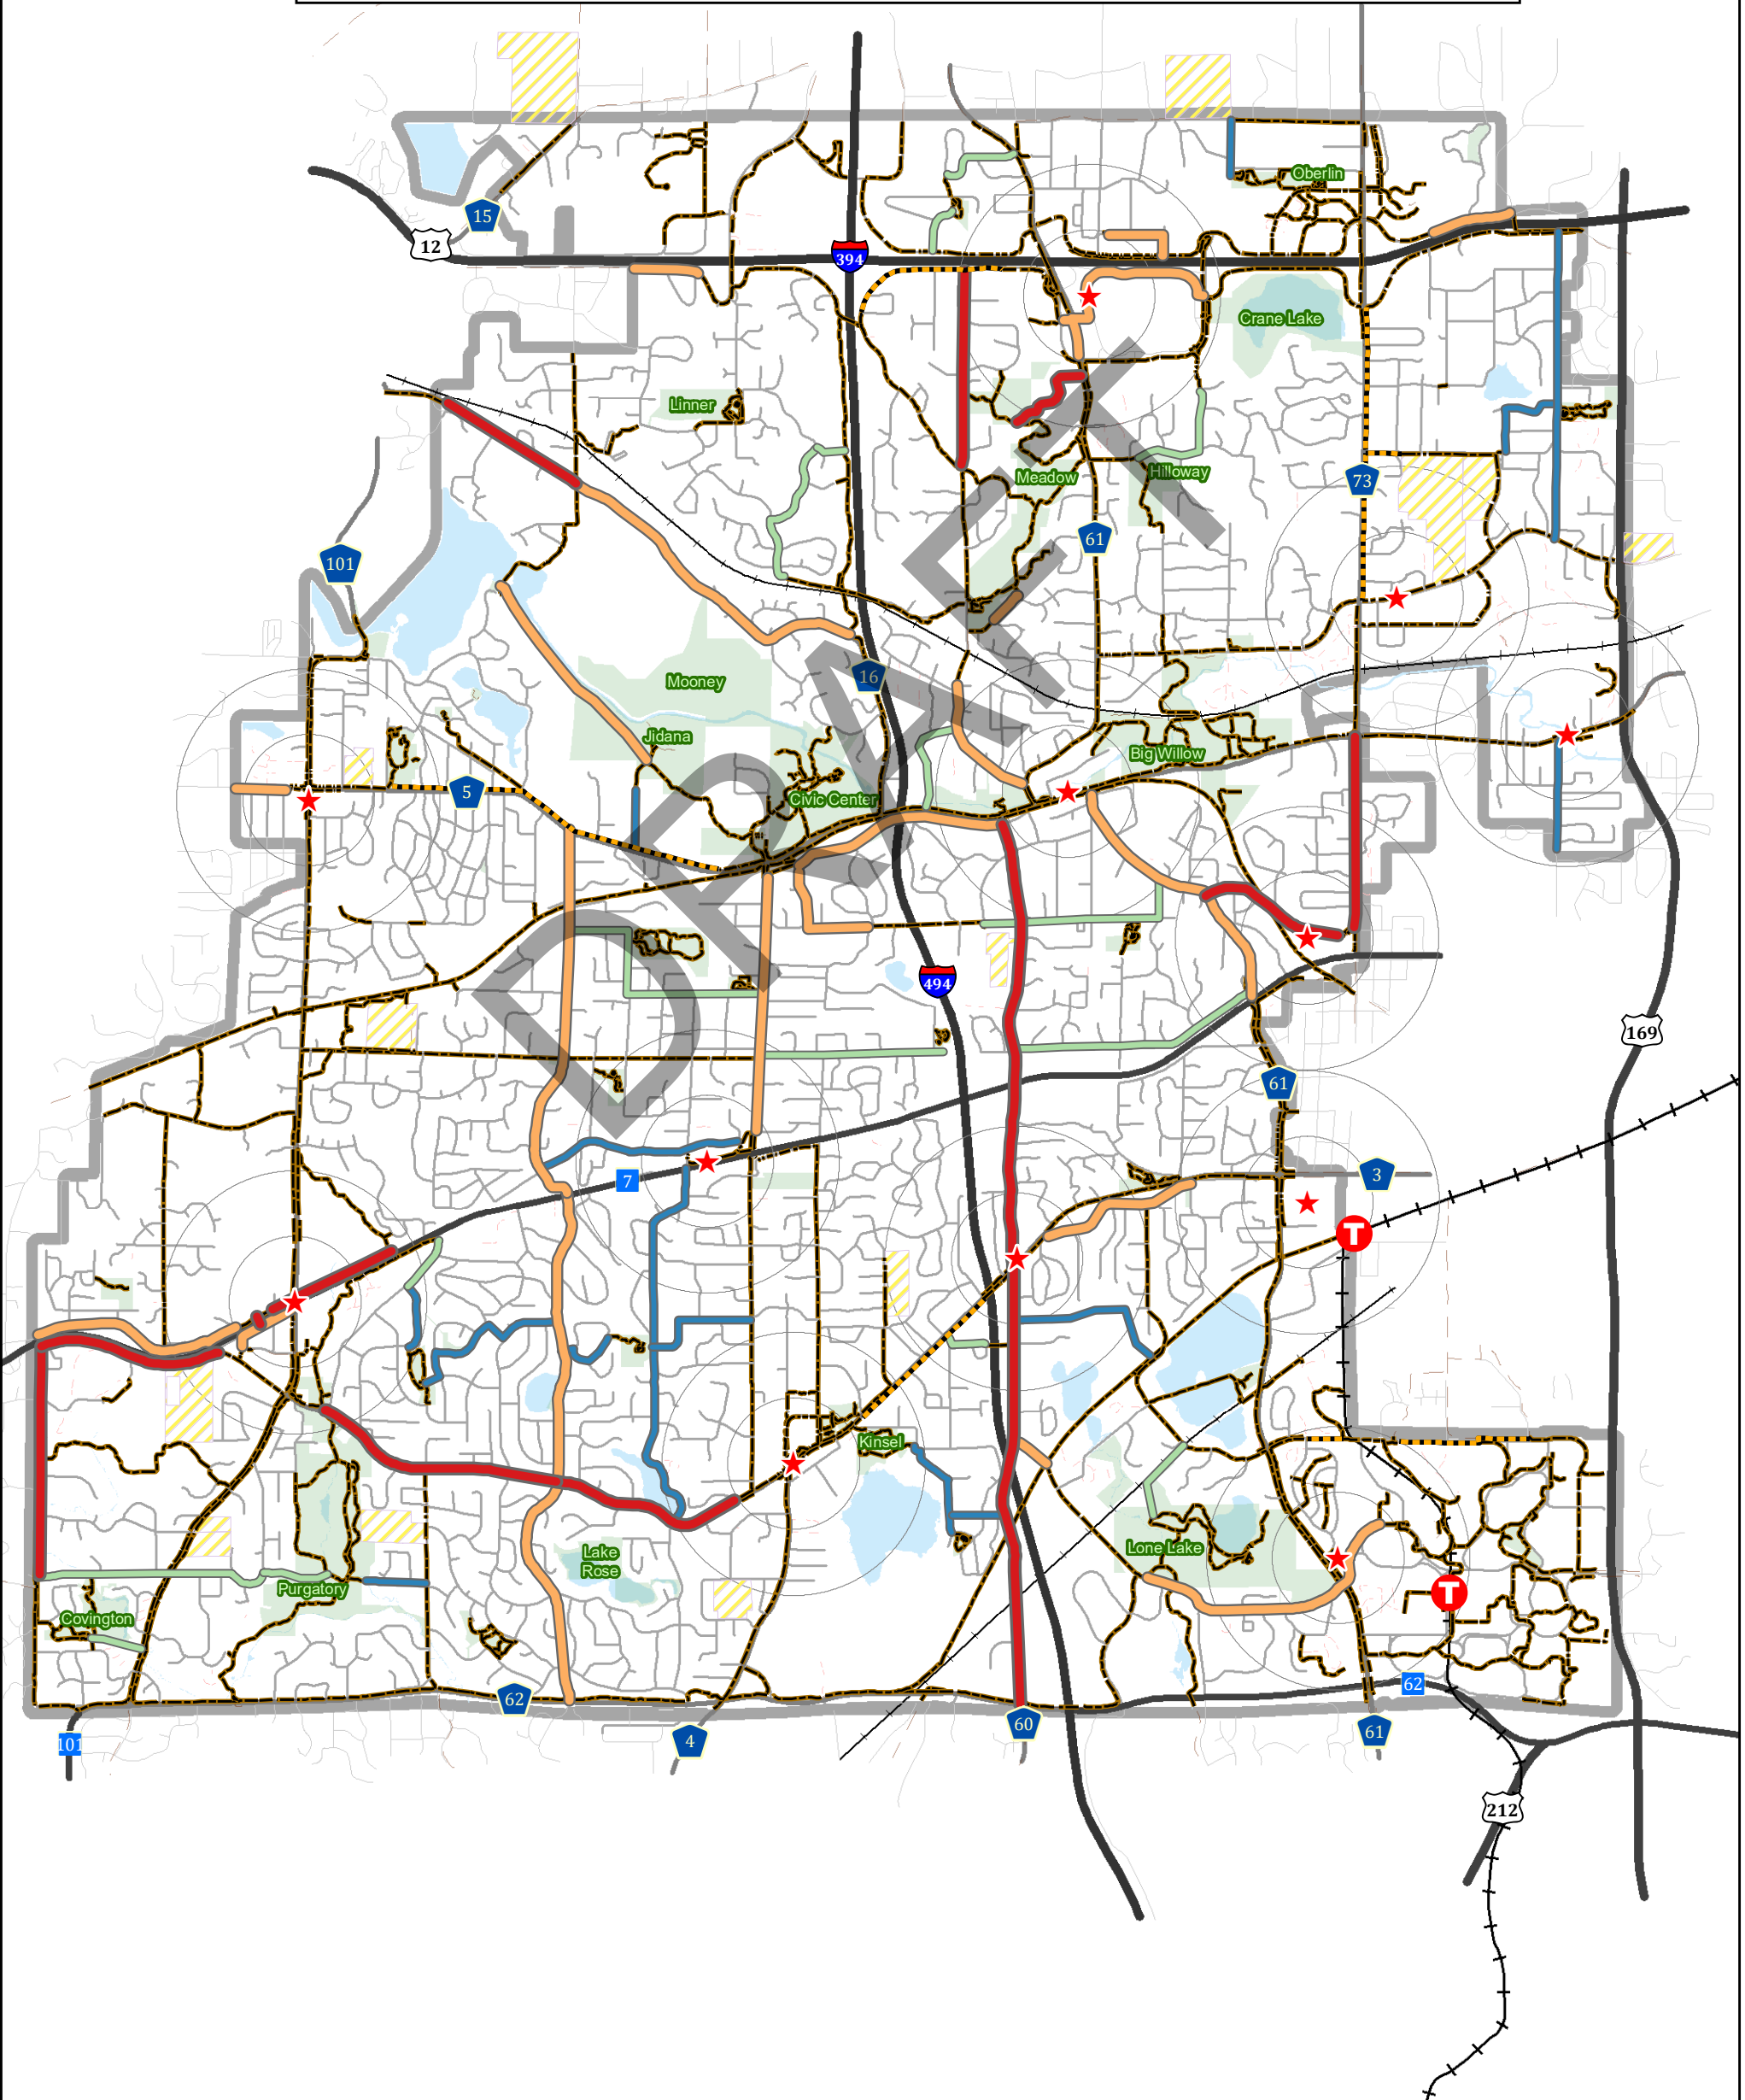 Oberlin
15
12
394
Crane Lake
Linner
Meadow
Hilloway
73
61
101
16
Mooney
Jidana
Big Willow
5
Civic Center
DRAFT
494
169
61
3
7
T
Kinsel
Lone Lake
Lake
Rose
Purgatory
T
Covington
62
62
60
61
101
4
212